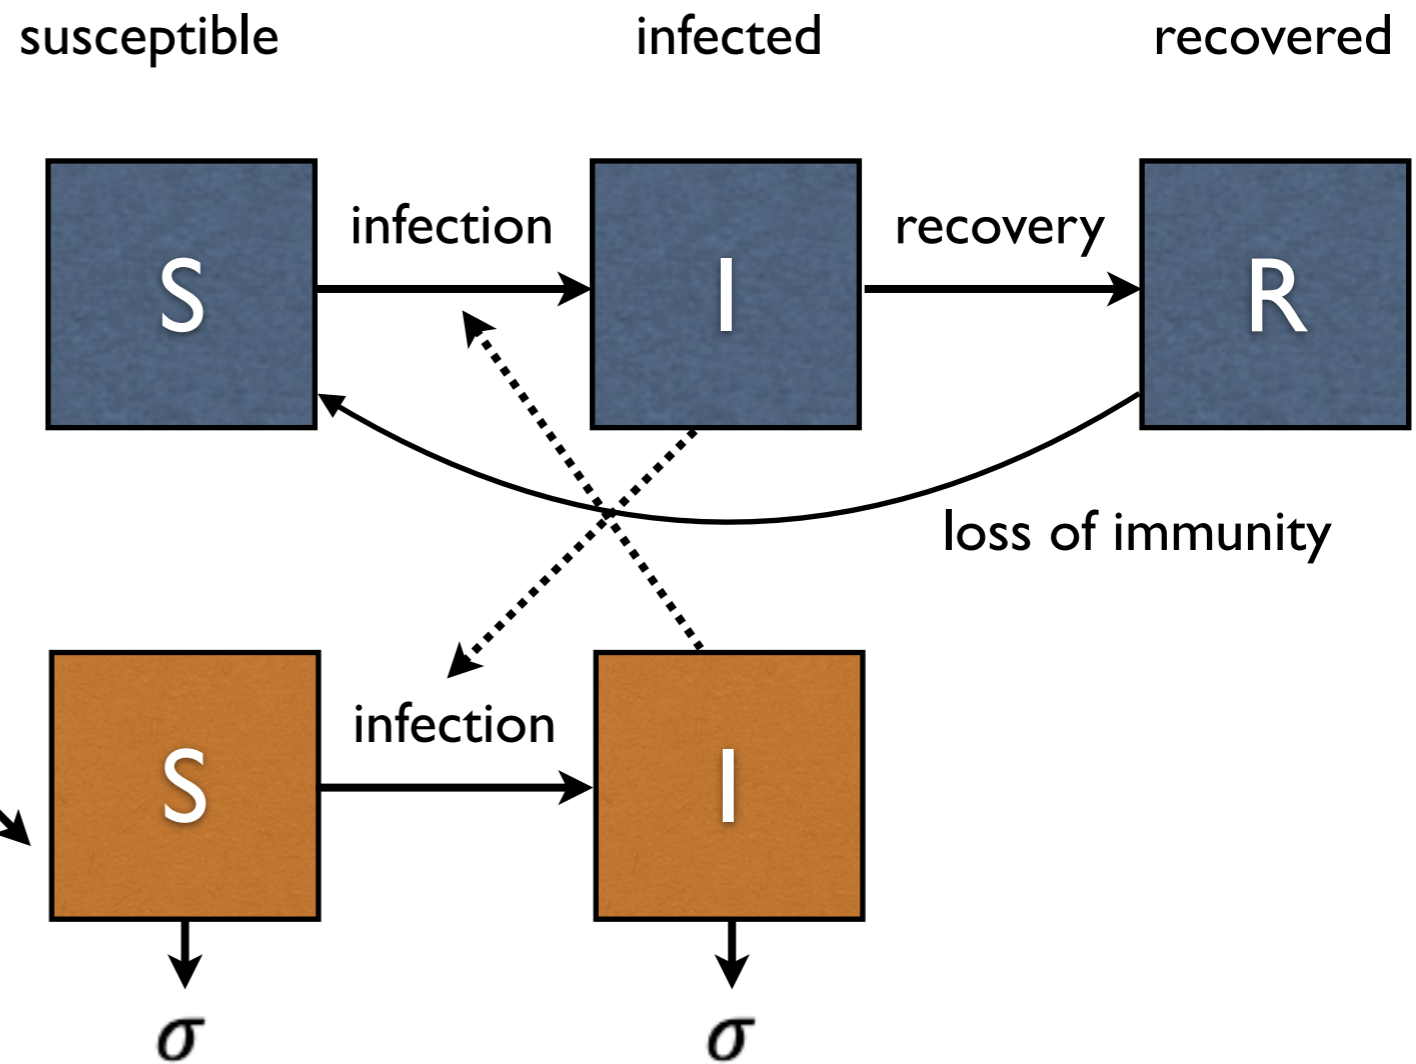 susceptible infected recovered
infection recovery
S I R
loss of immunity
infection
S I
σ σ